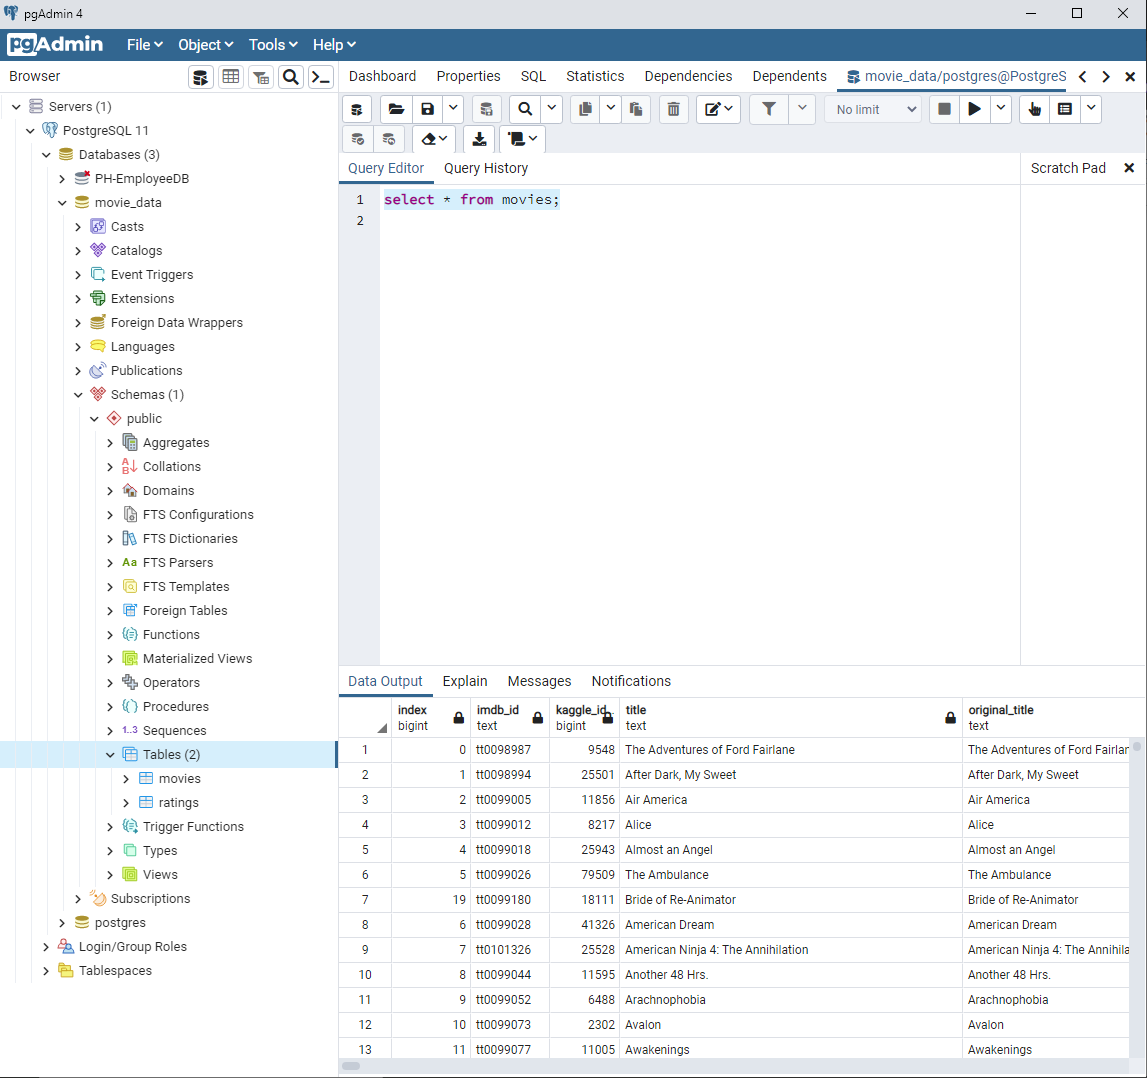 pgAdmin 4
pgAdmin File Object Tools Help
Browser
Dashboard Properties SQL Statistics Dependencies Dependents movie_data/postgres@PostgreS
Servers (1)
PostgreSQL 11
Databases (3)
PH-EmployeeDB
movie_data
Casts
Catalogs
Event Triggers
Extensions
Foreign Data Wrappers
Languages
Publications
Schemas (1)
public
Aggregates
Collations
Domains
FTS Configurations
FTS Dictionaries
Aa FTS Parsers
FTS Templates
Foreign Tables
Functions
Materialized Views
Operators
Procedures
1..3 Sequences
Tables (2)
movies
ratings
Trigger Functions
Types
Views
Subscriptions
postgres
Login/Group Roles
Tablespaces
No limit
Query Editor Query History
Scratch Pad
1 select * from movies;
2
Data Output Explain Messages Notifications
index imdb_id kaggle_id.. title original_title
bigint text bigint text text
1 0 tt0098987 9548 The Adventures of Ford Fairlane The Adventures of Ford Fairlan
2 1 tt0098994 25501 After Dark, My Sweet After Dark, My Sweet
3 2 tt0099005 11856 Air America Air America
4 3 tt0099012 8217 Alice Alice
5 4 tt0099018 25943 Almost an Angel Almost an Angel
6 5 tt0099026 79509 The Ambulance The Ambulance
7 19 tt0099180 18111 Bride of Re-Animator Bride of Re-Animator
8 6 tt0099028 41326 American Dream American Dream
9 7 tt0101326 25528 American Ninja 4: The Annihilation American Ninja 4: The Annihila
10 8 tt0099044 11595 Another 48 Hrs. Another 48 Hrs.
11 9 tt0099052 6488 Arachnophobia Arachnophobia
12 10 tt0099073 2302 Avalon Avalon
13 11 tt0099077 11005 Awakenings Awakenings